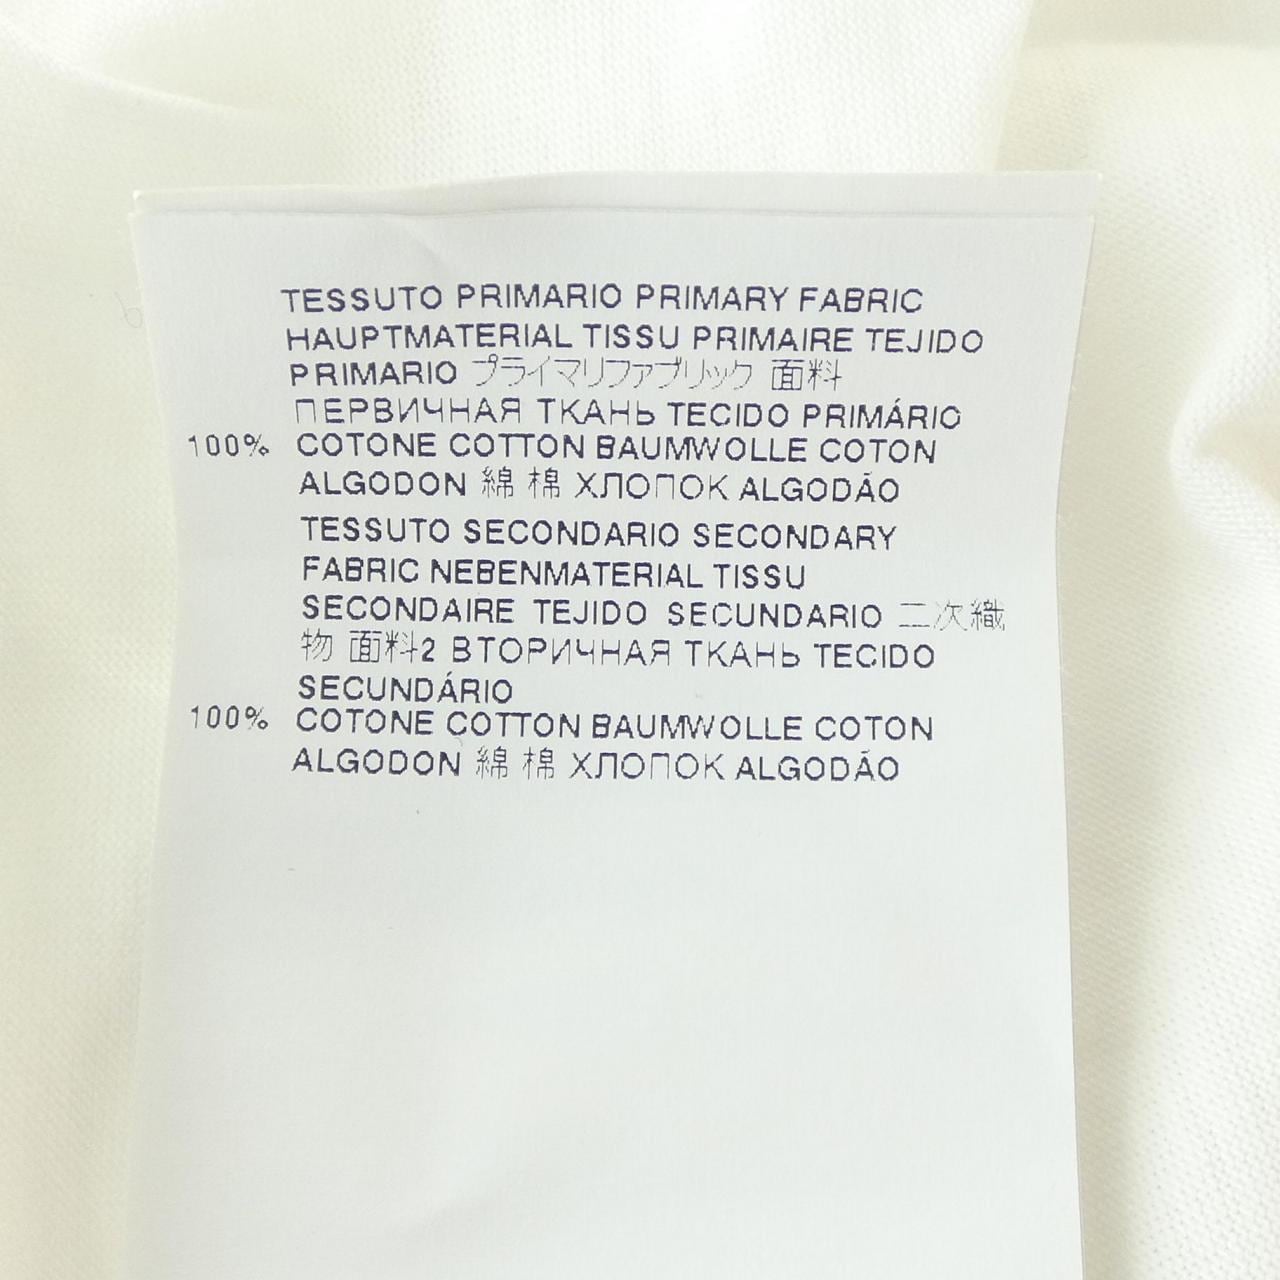 TESSUTO PRIMARIO PRIMARY FABRIC
HAUPTMATERIAL TISSU PRIMAIRE TEJIDO
PRIMARIO プライマリファブリック 面料
ПЕРВИЧНАЯ ТКАНЬ TECIDO PRIMÁRIO
100% COTONE COTTON BAUMWOLLE COTON
ALGODON 綿 棉 ХЛОПОК ALGODÃO
TESSUTO SECONDARIO SECONDARY
FABRIC NEBENMATERIAL TISSU
SECONDAIRE TEJIDO SECUNDARIO 二次織
物 面料2 ВТОРИЧНАЯ ТКАНЬ TECIDO
SECUNDÁRIO
100% COTONE COTTON BAUMWOLLE COTON
ALGODON 綿 棉 ХЛОПОК ALGODÃO